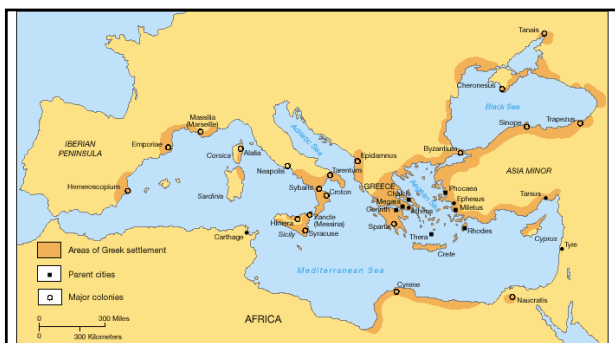 Tanais
Cheronesus
Black Sea
Massilia
(Marseille)
Trapezus
Sinope
IBERIAN
PENINSULA
Emporiae
Corsica
Alalia
Adriatic Sea
Epidamnus
Byzantium
Neapolis
Tarentum
ASIA MINOR
Hemeroscopium
Sardinia
Sybaris
Croton
GREECE
Aegean Sea
Phocaea
Chalcis
Megara
Corinth
Athens
Ephesus
Miletus
Tarsus
Himera
Zancle
(Messina)
Sicily
Syracuse
Sparta
Rhodes
Carthage
Thera
Cyprus
Tyre
Crete
Mediterranean Sea
Cyrene
Naucratis
AFRICA
Areas of Greek settlement
Parent cities
Major colonies
0 300 Miles
0 300 Kilometers